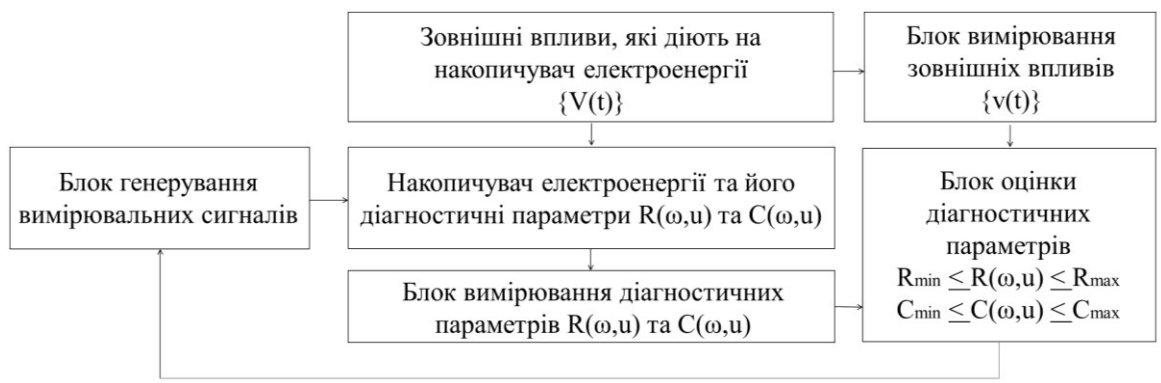 Зовнішні впливи, які діють на
накопичувач електроенергії
{V(t)}
Блок вимірювання
зовнішніх впливів
{v(t)}
Блок генерування
вимірювальних сигналів
Накопичувач електроенергії та його
діагностичні параметри R(ω,u) та C(ω,u)
Блок оцінки
діагностичних
параметрів
Rmin ≤ R(ω,u) ≤ Rmax
Cmin ≤ C(ω,u) ≤ Cmax
Блок вимірювання діагностичних
параметрів R(ω,u) та C(ω,u)